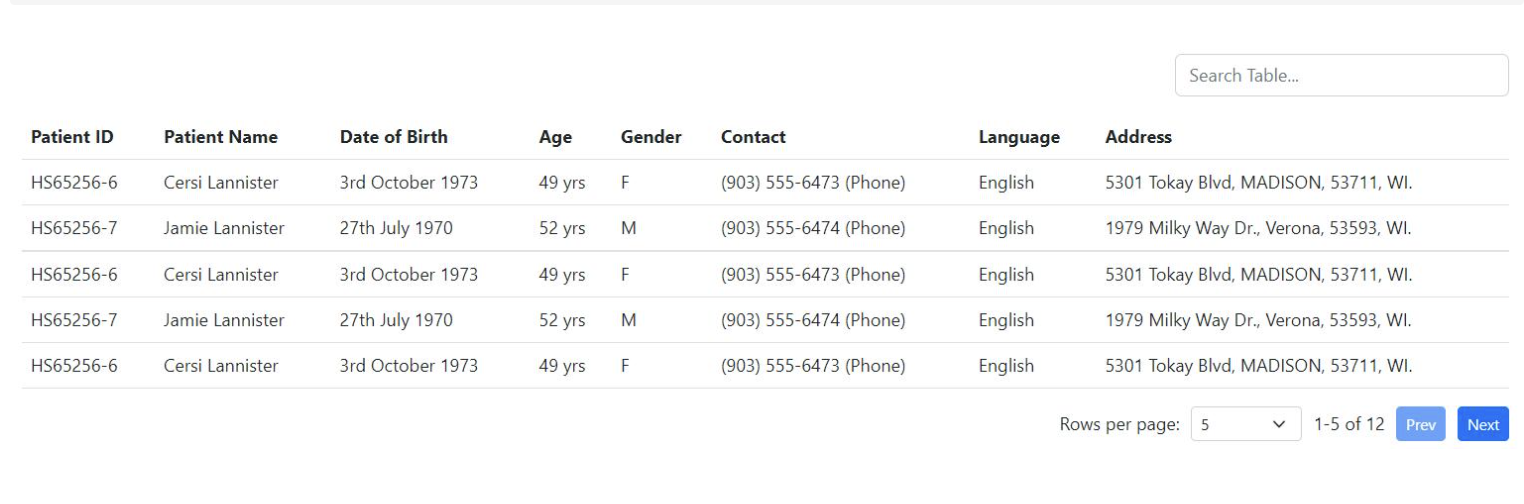 Search Table...
Patient ID Patient Name Date of Birth Age Gender Contact Language Address
HS65256-6 Cersi Lannister 3rd October 1973 49 yrs F (903) 555-6473 (Phone) English 5301 Tokay Blvd, MADISON, 53711, WI.
HS65256-7 Jamie Lannister 27th July 1970 52 yrs M (903) 555-6474 (Phone) English 1979 Milky Way Dr., Verona, 53593, WI.
HS65256-6 Cersi Lannister 3rd October 1973 49 yrs F (903) 555-6473 (Phone) English 5301 Tokay Blvd, MADISON, 53711, WI.
HS65256-7 Jamie Lannister 27th July 1970 52 yrs M (903) 555-6474 (Phone) English 1979 Milky Way Dr., Verona, 53593, WI.
HS65256-6 Cersi Lannister 3rd October 1973 49 yrs F (903) 555-6473 (Phone) English 5301 Tokay Blvd, MADISON, 53711, WI.
Rows per page: 5 1-5 of 12 Prev Next